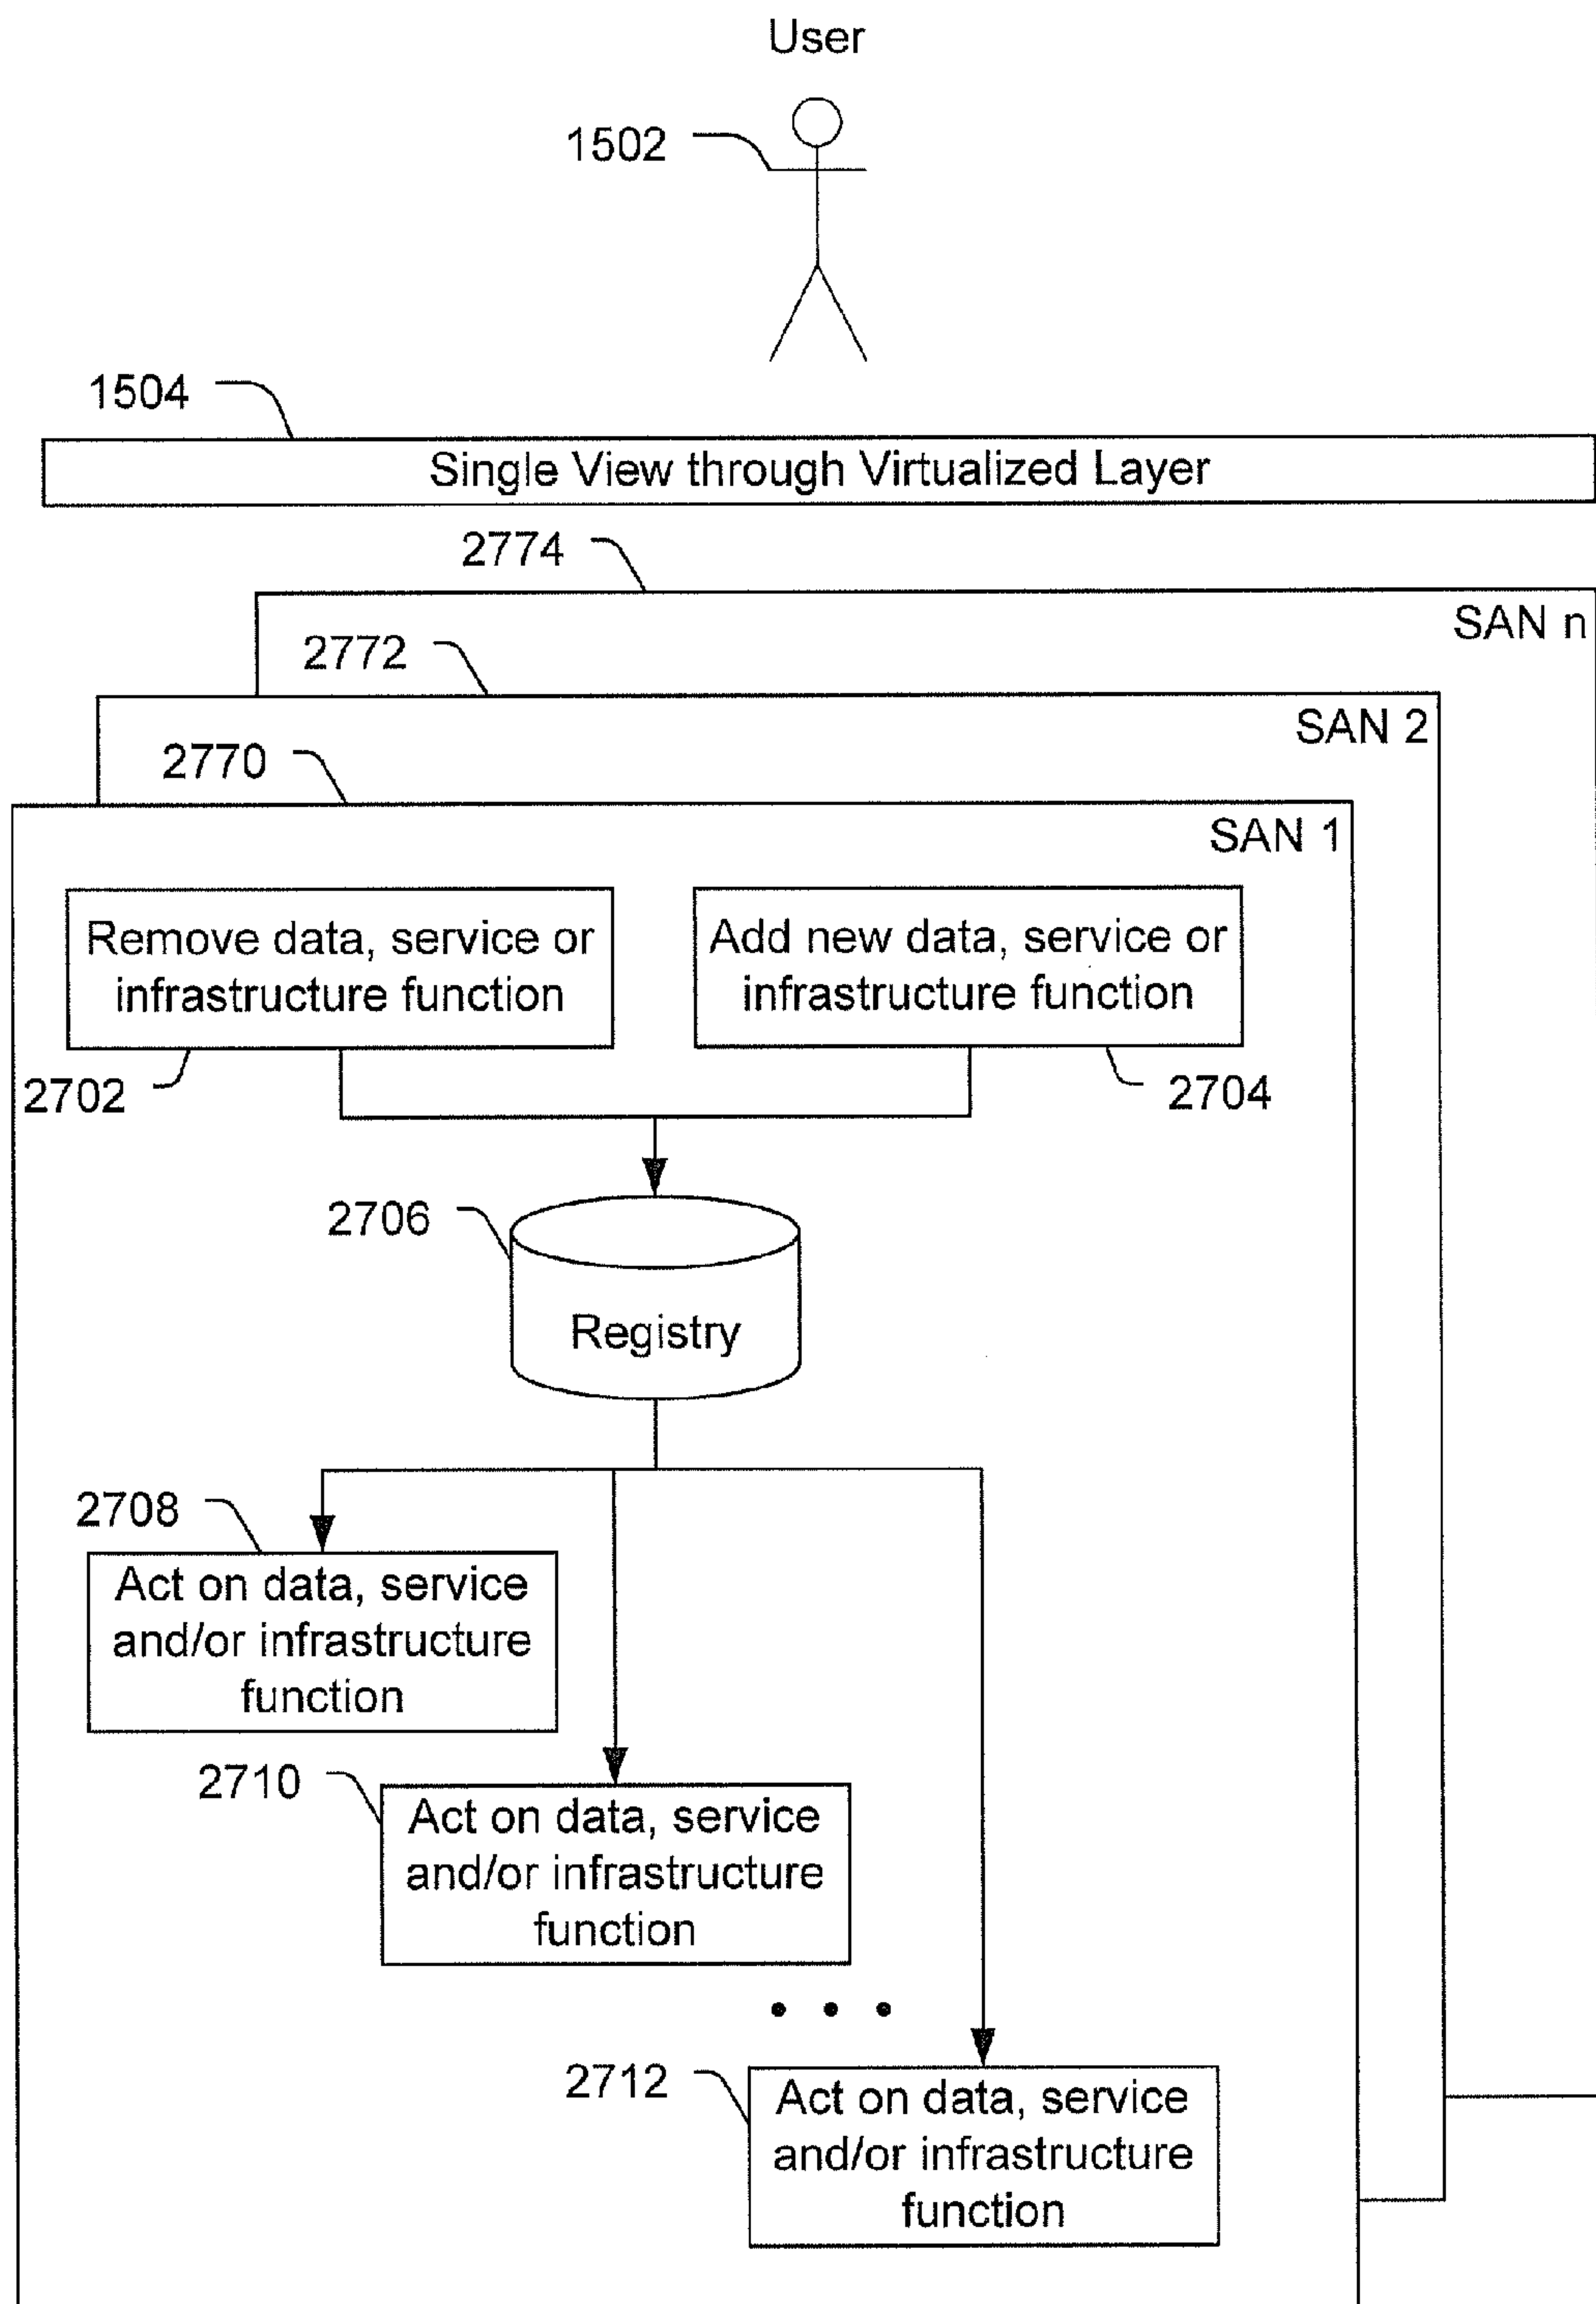 User
1502
1504
Single View through Virtualized Layer
2774
SAN n
2772
SAN 2
2770
SAN 1
Remove data, service or
infrastructure function
Add new data, service or
infrastructure function
2702
2704
2706
Registry
2708
Act on data, service
and/or infrastructure
function
2710
Act on data, service
and/or infrastructure
function
2712
Act on data, service
and/or infrastructure
function